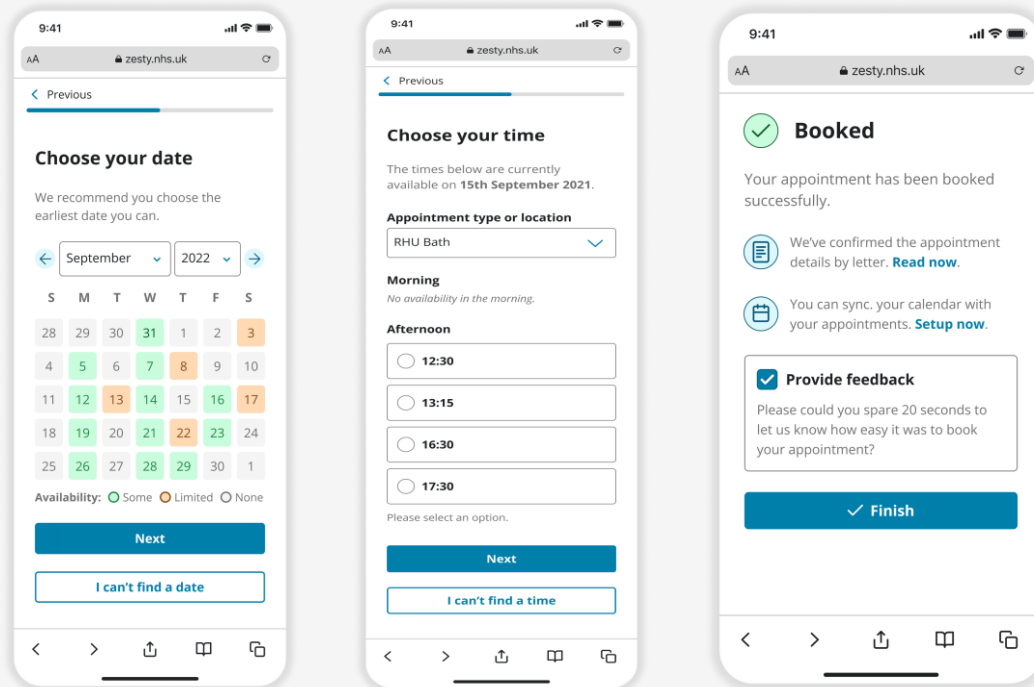 9:41
AA zesty.nhs.uk
Previous
Choose your date
We recommend you choose the
earliest date you can.
September 2022
S M T W T F S
28 29 30 31 1 2 3
4 5 6 7 8 9 10
11 12 13 14 15 16 17
18 19 20 21 22 23 24
25 26 27 28 29 30 1
Availability: Some Limited None
Next
I can't find a date
9:41
AA zesty.nhs.uk
Previous
Choose your time
The times below are currently
available on 15th September 2021.
Appointment type or location
RHU Bath
Morning
No availability in the morning.
Afternoon
12:30
13:15
16:30
17:30
Please select an option.
Next
I can't find a time
9:41
AA zesty.nhs.uk
Booked
Your appointment has been booked
successfully.
We've confirmed the appointment
details by letter. Read now.
You can sync. your calendar with
your appointments. Setup now.
Provide feedback
Please could you spare 20 seconds to
let us know how easy it was to book
your appointment?
Finish